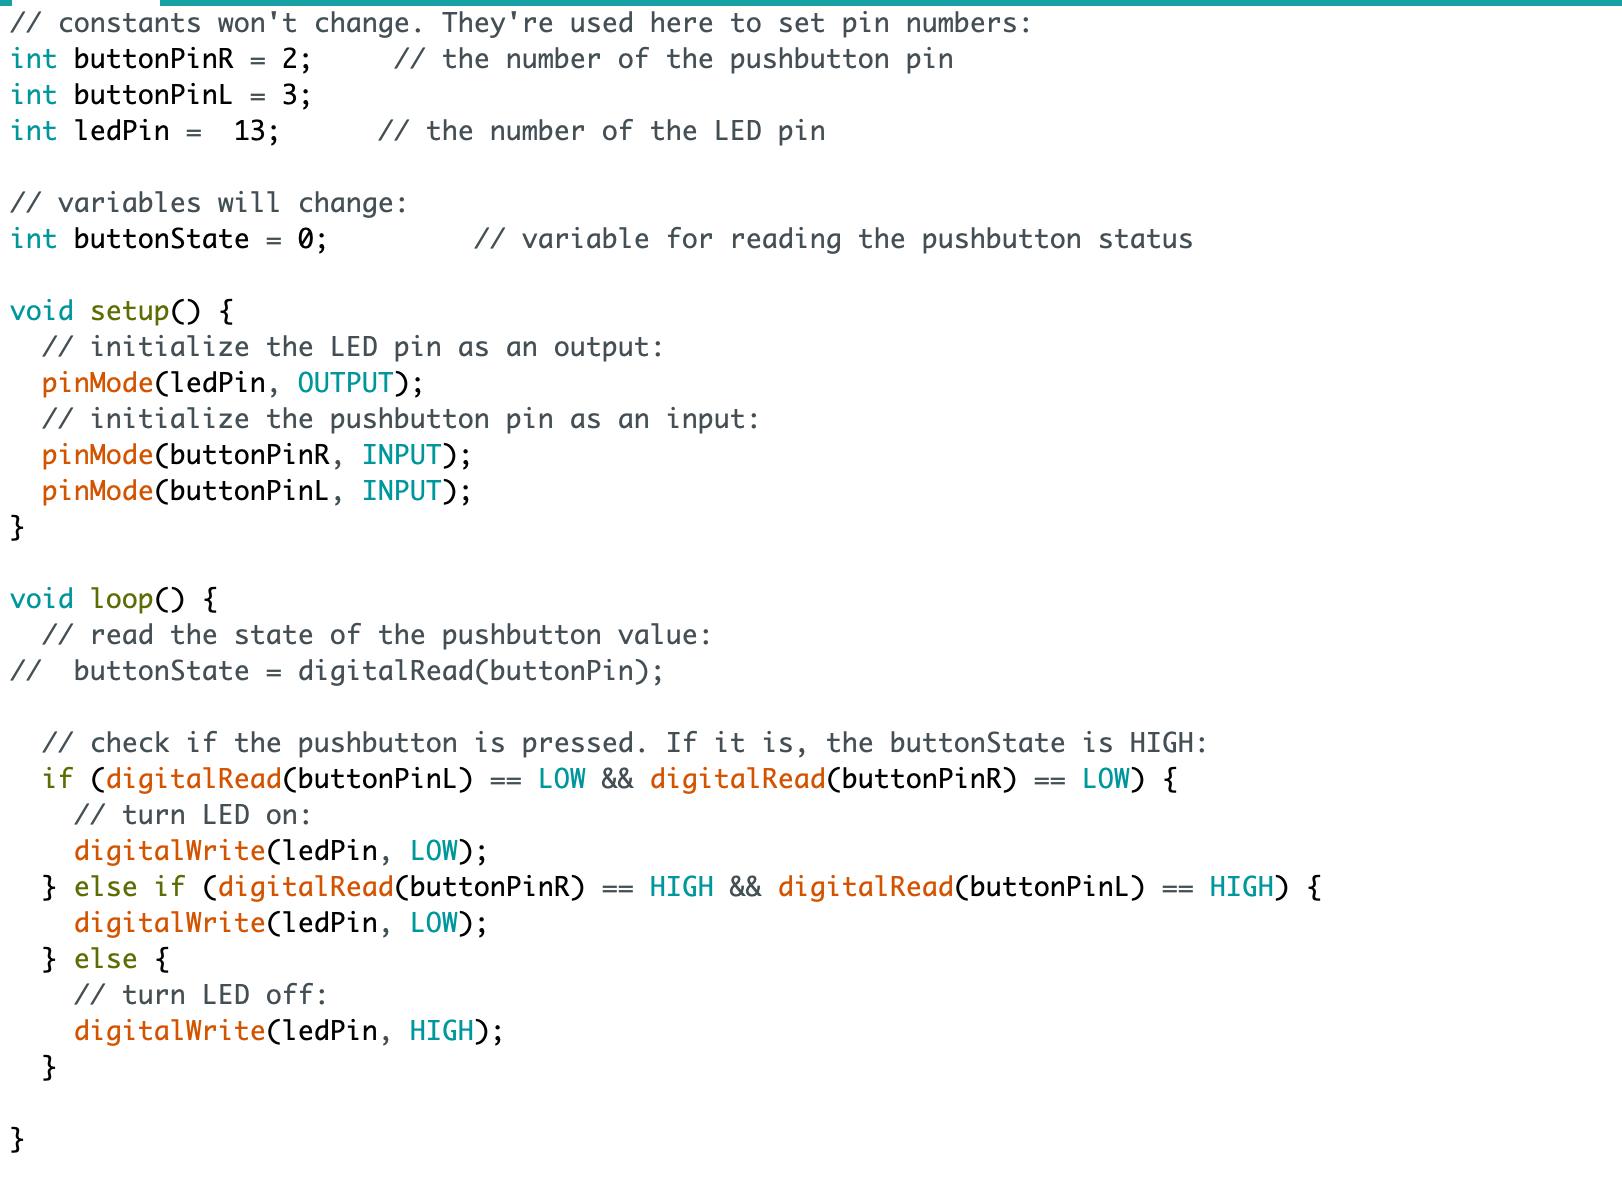 // constants won't change. They're used here to set pin numbers:
int buttonPinR = 2;     // the number of the pushbutton pin
int buttonPinL = 3;
int ledPin =  13;      // the number of the LED pin

// variables will change:
int buttonState = 0;         // variable for reading the pushbutton status

void setup() {
  // initialize the LED pin as an output:
  pinMode(ledPin, OUTPUT);
  // initialize the pushbutton pin as an input:
  pinMode(buttonPinR, INPUT);
  pinMode(buttonPinL, INPUT);
}

void loop() {
  // read the state of the pushbutton value:
//  buttonState = digitalRead(buttonPin);

  // check if the pushbutton is pressed. If it is, the buttonState is HIGH:
  if (digitalRead(buttonPinL) == LOW && digitalRead(buttonPinR) == LOW) {
    // turn LED on:
    digitalWrite(ledPin, LOW);
  } else if (digitalRead(buttonPinR) == HIGH && digitalRead(buttonPinL) == HIGH) {
    digitalWrite(ledPin, LOW);
  } else {
    // turn LED off:
    digitalWrite(ledPin, HIGH);
  }

}